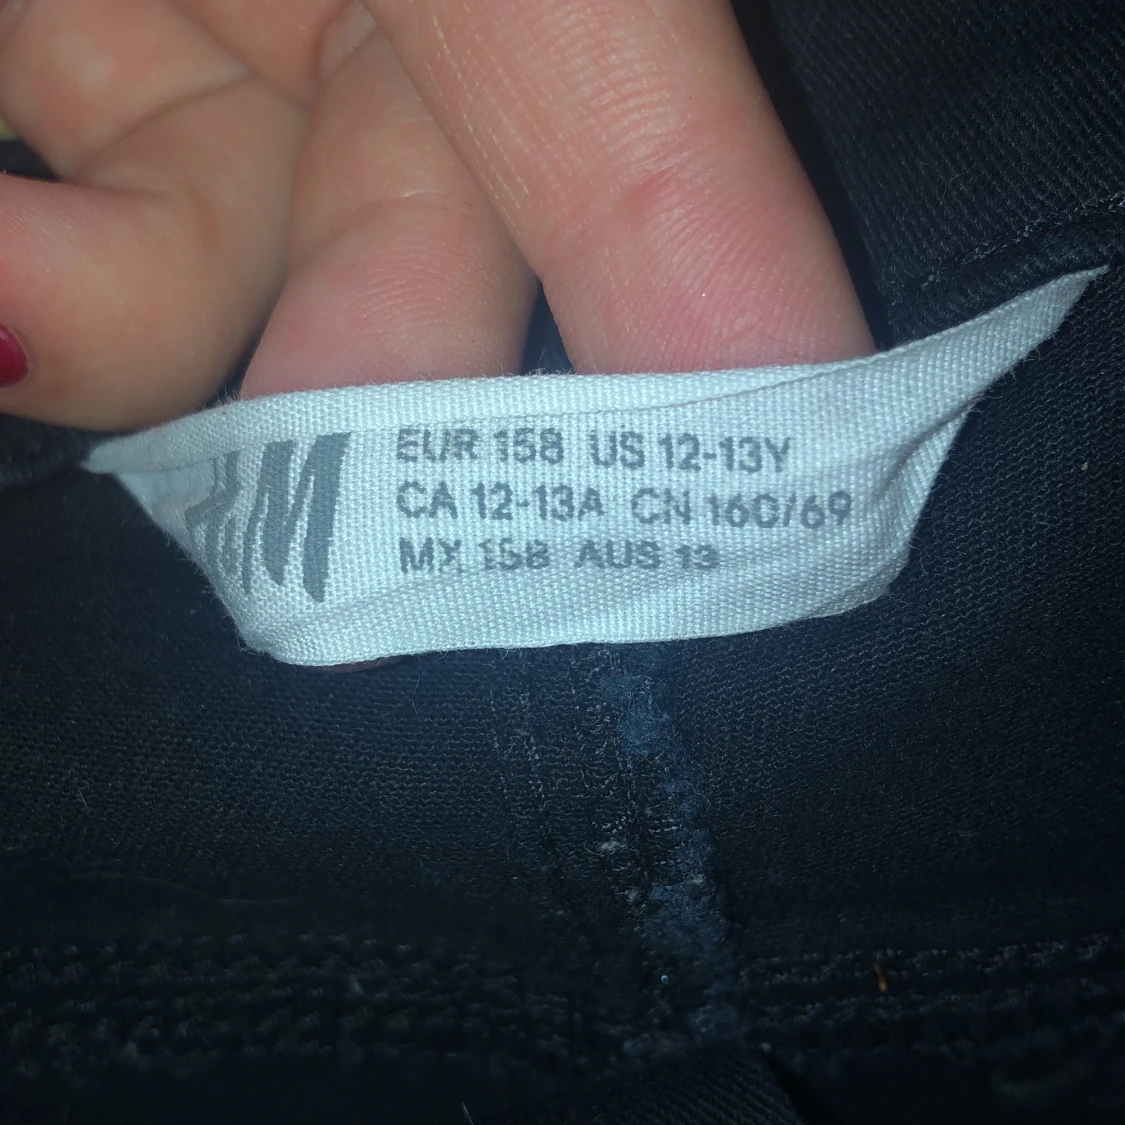 H&M
EUR 158 US 12-13Y
CA 12-13A CN 160/69
MX 158 AUS 13